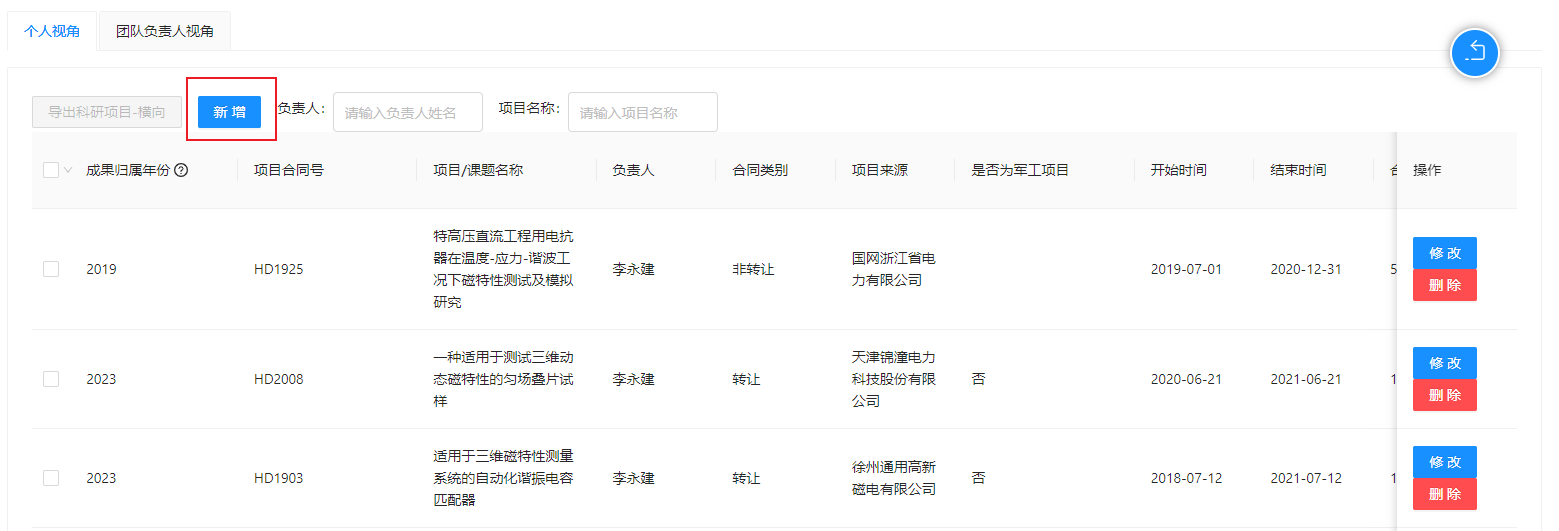 个人视角 团队负责人视角
导出科研项目-横向 新 增 负责人: 请输入负责人姓名 项目名称: 请输入项目名称
成果归属年份 项目合同号 项目/课题名称 负责人 合同类别 项目来源 是否为军工项目 开始时间 结束时间 操作
特高压直流工程用电抗
器在温度-应力-谐波工
况下磁特性测试及模拟
研究
2019 HD1925 李永建 非转让
国网浙江省电
力有限公司
2019-07-01 2020-12-31 5
修 改
删 除
一种适用于测试三维动
态磁特性的匀场叠片试
样
2023 HD2008 李永建 转让
天津锦潼电力
科技股份有限
公司
否 2020-06-21 2021-06-21 1
修 改
删 除
适用于三维磁特性测量
系统的自动化谐振电容
匹配器
2023 HD1903 李永建 转让
徐州通用高新
磁电有限公司
否 2018-07-12 2021-07-12 1
修 改
删 除